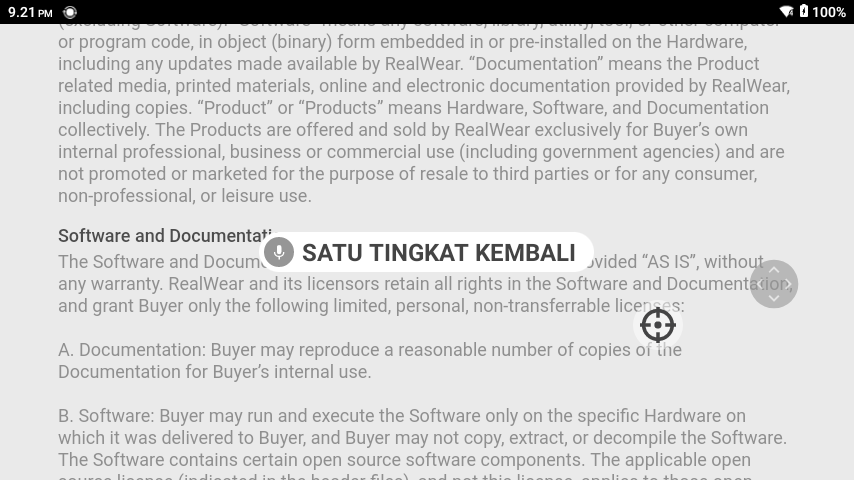 9.21 PM
100%
or program code, in object (binary) form embedded in or pre-installed on the Hardware,
including any updates made available by RealWear. “Documentation” means the Product
related media, printed materials, online and electronic documentation provided by RealWear,
including copies. “Product” or “Products” means Hardware, Software, and Documentation
collectively. The Products are offered and sold by RealWear exclusively for Buyer’s own
internal professional, business or commercial use (including government agencies) and are
not promoted or marketed for the purpose of resale to third parties or for any consumer,
non-professional, or leisure use.
Software and Documentati
SATU TINGKAT KEMBALI
The Software and Docum ovided “AS IS”, without
any warranty. RealWear and its licensors retain all rights in the Software and Documentation,
and grant Buyer only the following limited, personal, non-transferrable licenses:
A. Documentation: Buyer may reproduce a reasonable number of copies of the
Documentation for Buyer’s internal use.
B. Software: Buyer may run and execute the Software only on the specific Hardware on
which it was delivered to Buyer, and Buyer may not copy, extract, or decompile the Software.
The Software contains certain open source software components. The applicable open